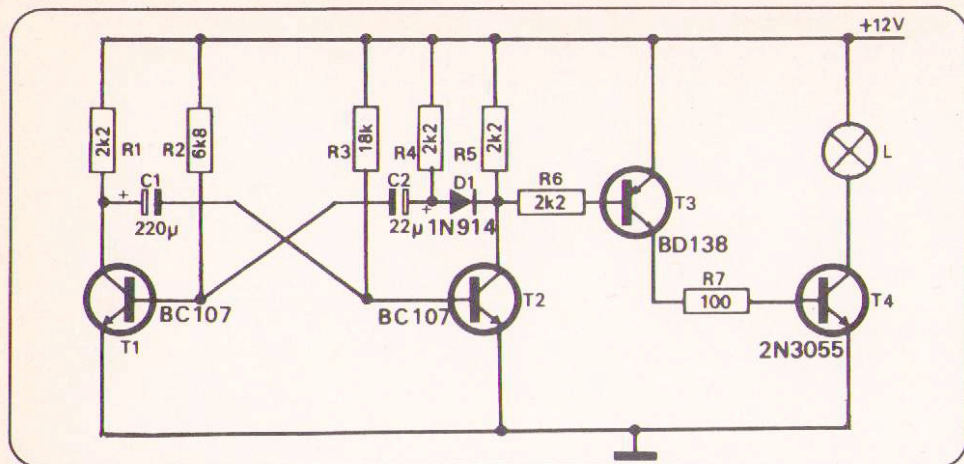 +12V
2k2
R1
R2
6k8
R3
18k
R4
2k2
R5
2k2
C1
+
220µ
C2
+
22µ
D1
1N914
R6
2k2
T3
BD138
L
R7
100
T1
BC107
BC107
T2
T4
2N3055